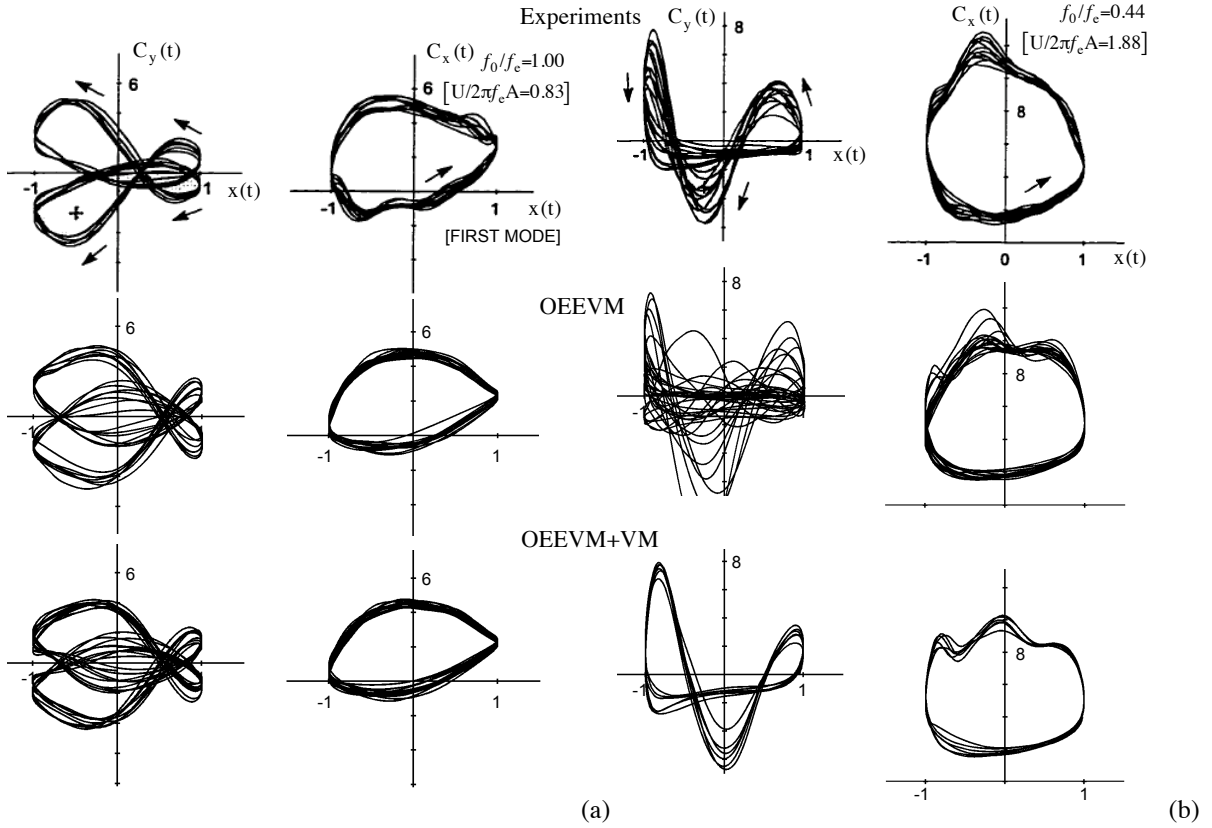 Experiments
C_y(t)
C_x(t)
f_0/f_e=1.00
[U/2πf_eA=0.83]
6
6
-1
1
x(t)
-1
1
x(t)
[FIRST MODE]
C_y(t)
8
-1
1
x(t)
C_x(t)
f_0/f_e=0.44
[U/2πf_eA=1.88]
8
-1
0
1
x(t)
OEEVM
6
-1
6
-1
1
8
-1
8
OEEVM+VM
6
-1
6
-1
1
8
-1
1
8
-1
1
(a)
(b)